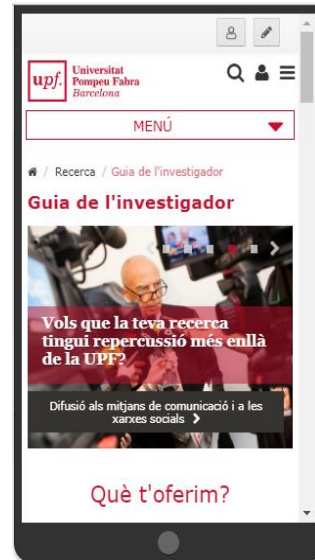 upf.
Universitat
Pompeu Fabra
Barcelona
MENÚ
/ Recerca / Guia de l'investigador
Guia de l'investigador
Vols que la teva recerca
tingui repercussió més enllà
de la UPF?
Difusió als mitjans de comunicació i a les
xarxes socials
Què t'oferim?